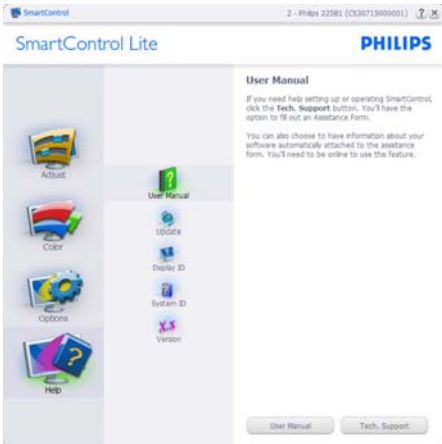 SmartControl
2 - Philips 225B1 (CS30715000001)
SmartControl Lite
PHILIPS
Adjust
Color
Options
Help
User Manual
Update
Display ID
System ID
Version
User Manual
If you need help setting up or operating SmartControl,
click the Tech. Support button. You'll have the
option to fill out an Assistance Form.
You can also choose to have information about your
software automatically attached to the assistance
form. You'll need to be online to use the feature.
User Manual
Tech. Support